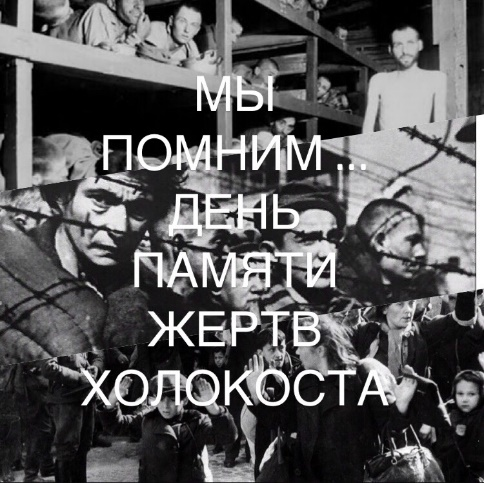 МЫ
ПОМНИМ ...
ДЕНЬ
ПАМЯТИ
ЖЕРТВ
ХОЛОКОСТА